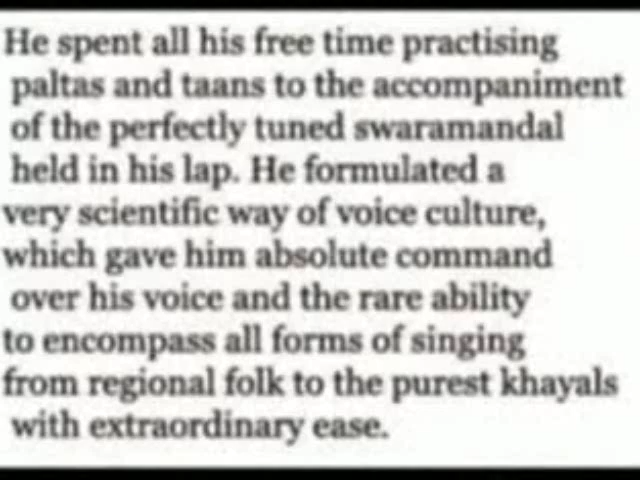 He spent all his free time practising
paltas and taans to the accompaniment
of the perfectly tuned swaramandal
held in his lap. He formulated a
very scientific way of voice culture,
which gave him absolute command
over his voice and the rare ability
to encompass all forms of singing
from regional folk to the purest khayals
with extraordinary ease.